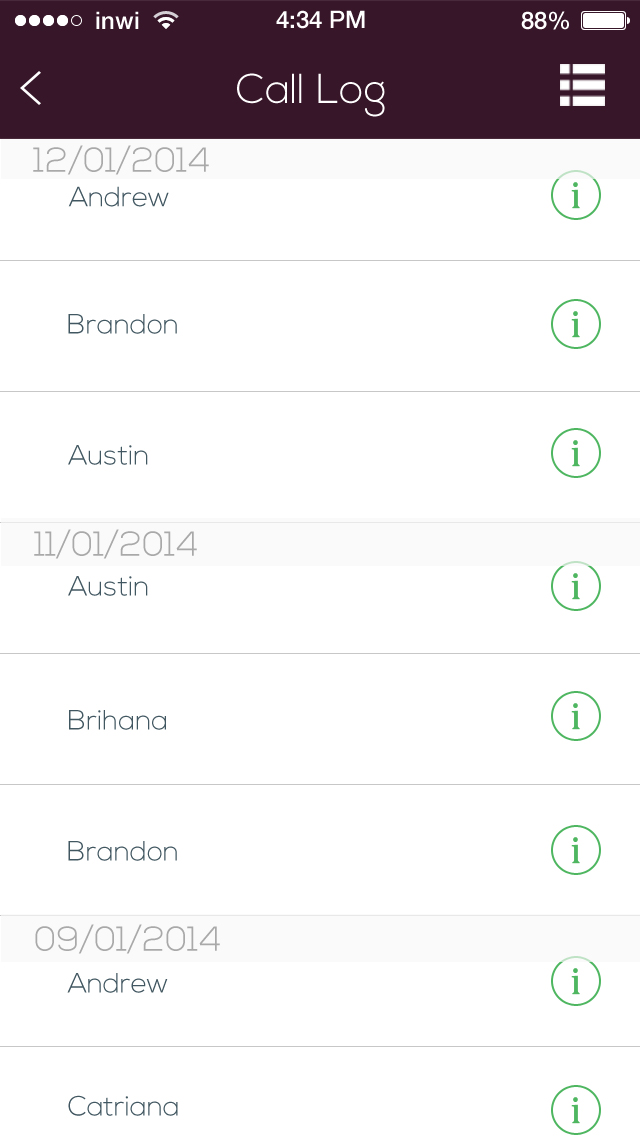 inwi 4:34 PM 88%
Call Log
12/01/2014
Andrew
Brandon
Austin
11/01/2014
Austin
Brihana
Brandon
09/01/2014
Andrew
Catriana